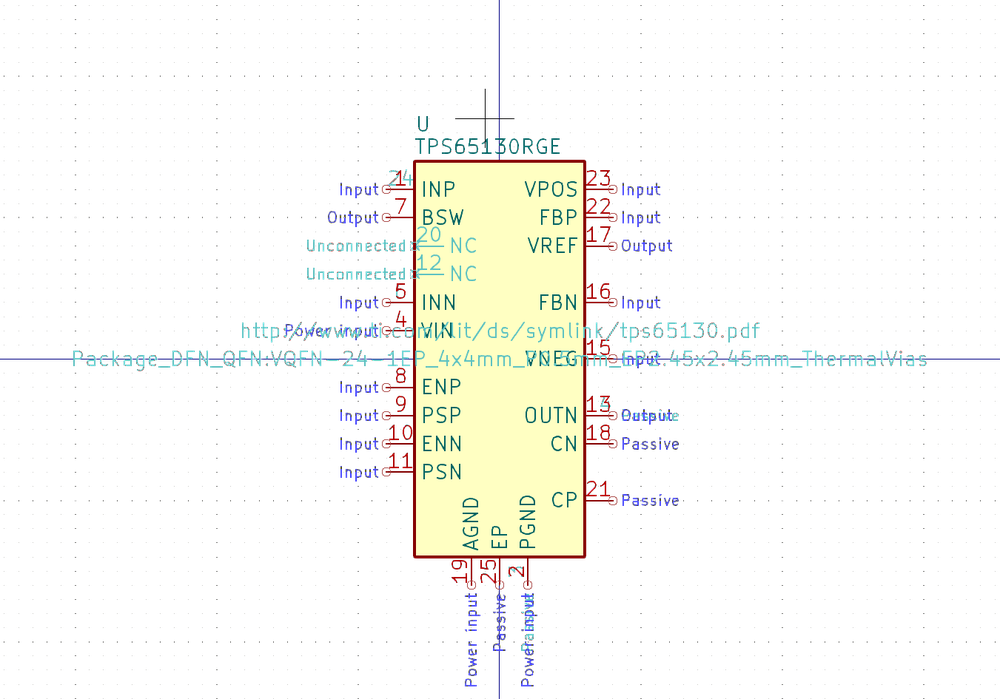 U
TPS65130RGE
Input 1 24 INP VPOS 23 Input
Output 7 BSW FBP 22 Input
Unconnected 20 NC VREF 17 Output
Unconnected 12 NC
Input 5 INN FBN 16 Input
Power input 4 VIN
http://www.ti.com/lit/ds/symlink/tps65130.pdf
VNEG 15 Input
Package_DFN_QFN:VQFN-24-1EP_4x4mm_P0.5mm_EP2.45x2.45mm_ThermalVias
Input 8 ENP
Input 9 PSP OUTN 13 Output Passive
Input 10 ENN CN 18 Passive
Input 11 PSN
CP 21 Passive
AGND EP PGND
19 25 2
Power input Passive Power input Passive